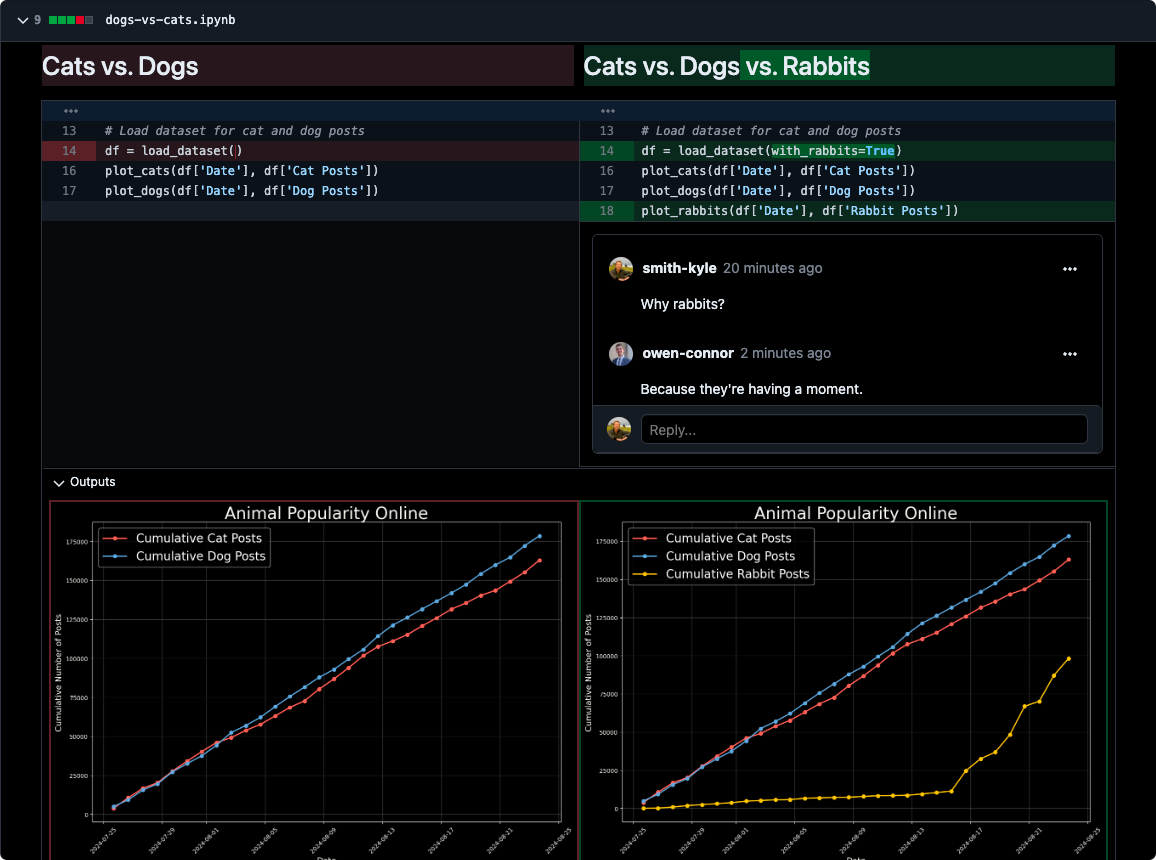 9 dogs-vs-cats.ipynb
Cats vs. Dogs
Cats vs. Dogs vs. Rabbits
13 # Load dataset for cat and dog posts
14 df = load_dataset()
16 plot_cats(df['Date'], df['Cat Posts'])
17 plot_dogs(df['Date'], df['Dog Posts'])
13 # Load dataset for cat and dog posts
14 df = load_dataset(with_rabbits=True)
16 plot_cats(df['Date'], df['Cat Posts'])
17 plot_dogs(df['Date'], df['Dog Posts'])
18 plot_rabbits(df['Date'], df['Rabbit Posts'])
smith-kyle 20 minutes ago
Why rabbits?
owen-connor 2 minutes ago
Because they're having a moment.
Reply...
Outputs
Animal Popularity Online
Cumulative Cat Posts
Cumulative Dog Posts
Cumulative Number of Posts
175000
150000
125000
100000
75000
50000
25000
0
2024-07-25
2024-07-29
2024-08-01
2024-08-05
2024-08-09
2024-08-13
2024-08-17
2024-08-21
2024-08-25
Date
Animal Popularity Online
Cumulative Cat Posts
Cumulative Dog Posts
Cumulative Rabbit Posts
Cumulative Number of Posts
175000
150000
125000
100000
75000
50000
25000
0
2024-07-25
2024-07-29
2024-08-01
2024-08-05
2024-08-09
2024-08-13
2024-08-17
2024-08-21
2024-08-25
Date